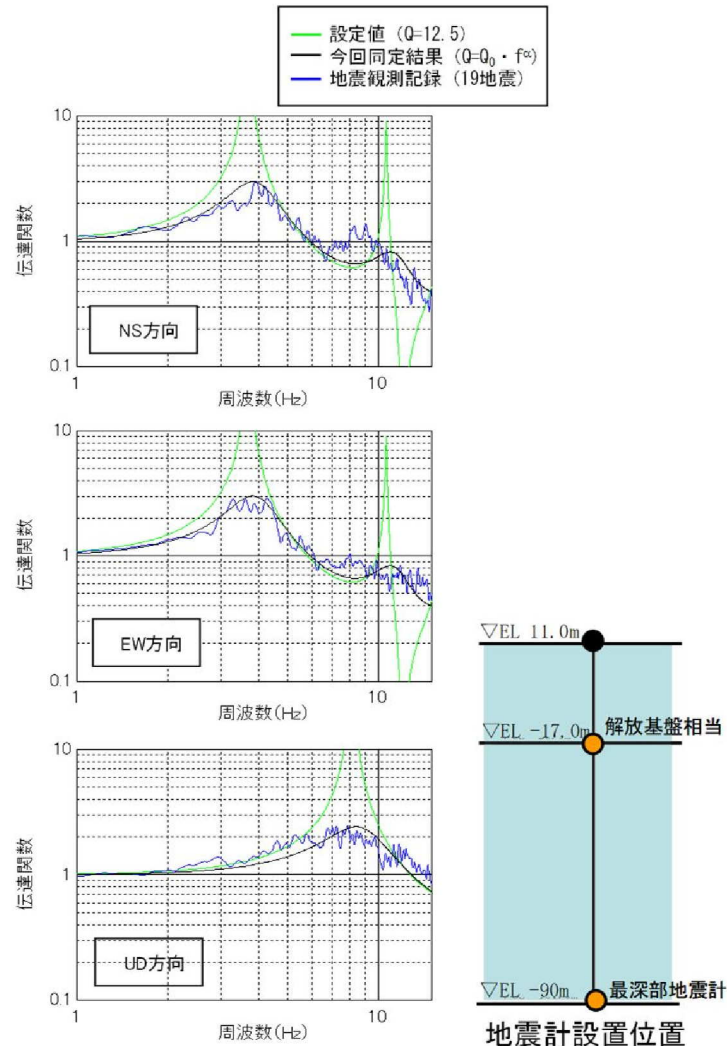 設定値 (Q=12.5)
今回同定結果 (Q=Q₀・fᵅ)
地震観測記録 (19地震)
10
伝達関数
1
NS方向
0.1
1
10
周波数(Hz)
10
伝達関数
1
EW方向
0.1
1
10
周波数(Hz)
10
伝達関数
1
UD方向
0.1
1
10
周波数(Hz)
▽EL 11.0m
▽EL -17.0m
解放基盤相当
▽EL -90m
最深部地震計
地震計設置位置